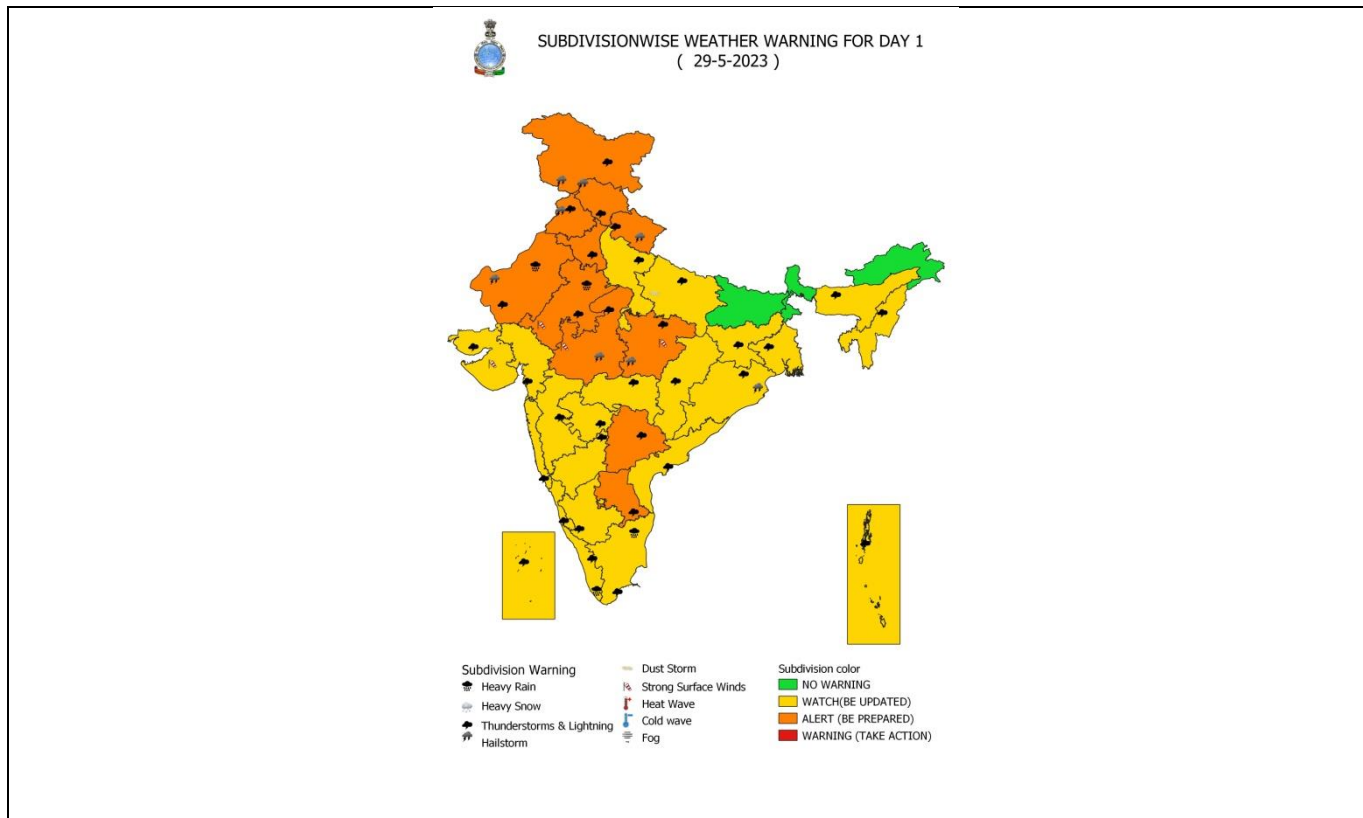 SUBDIVISIONWISE WEATHER WARNING FOR DAY 1
( 29-5-2023 )
Subdivision Warning
Heavy Rain
Heavy Snow
Thunderstorms & Lightning
Hailstorm
Dust Storm
Strong Surface Winds
Heat Wave
Cold wave
Fog
Subdivision color
NO WARNING
WATCH(BE UPDATED)
ALERT (BE PREPARED)
WARNING (TAKE ACTION)